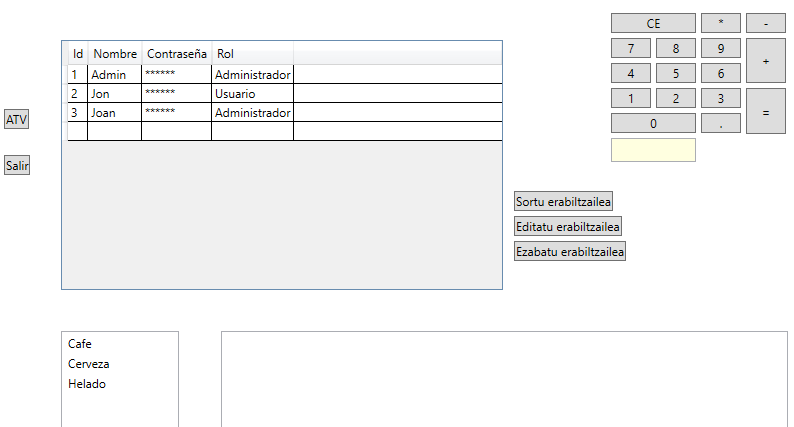 CE * -
7 8 9 +
4 5 6
1 2 3 =
0 .
Id Nombre Contraseña Rol
1 Admin ****** Administrador
2 Jon ****** Usuario
3 Joan ****** Administrador
ATV
Salir
Sortu erabiltzailea
Editatu erabiltzailea
Ezabatu erabiltzailea
Cafe
Cerveza
Helado